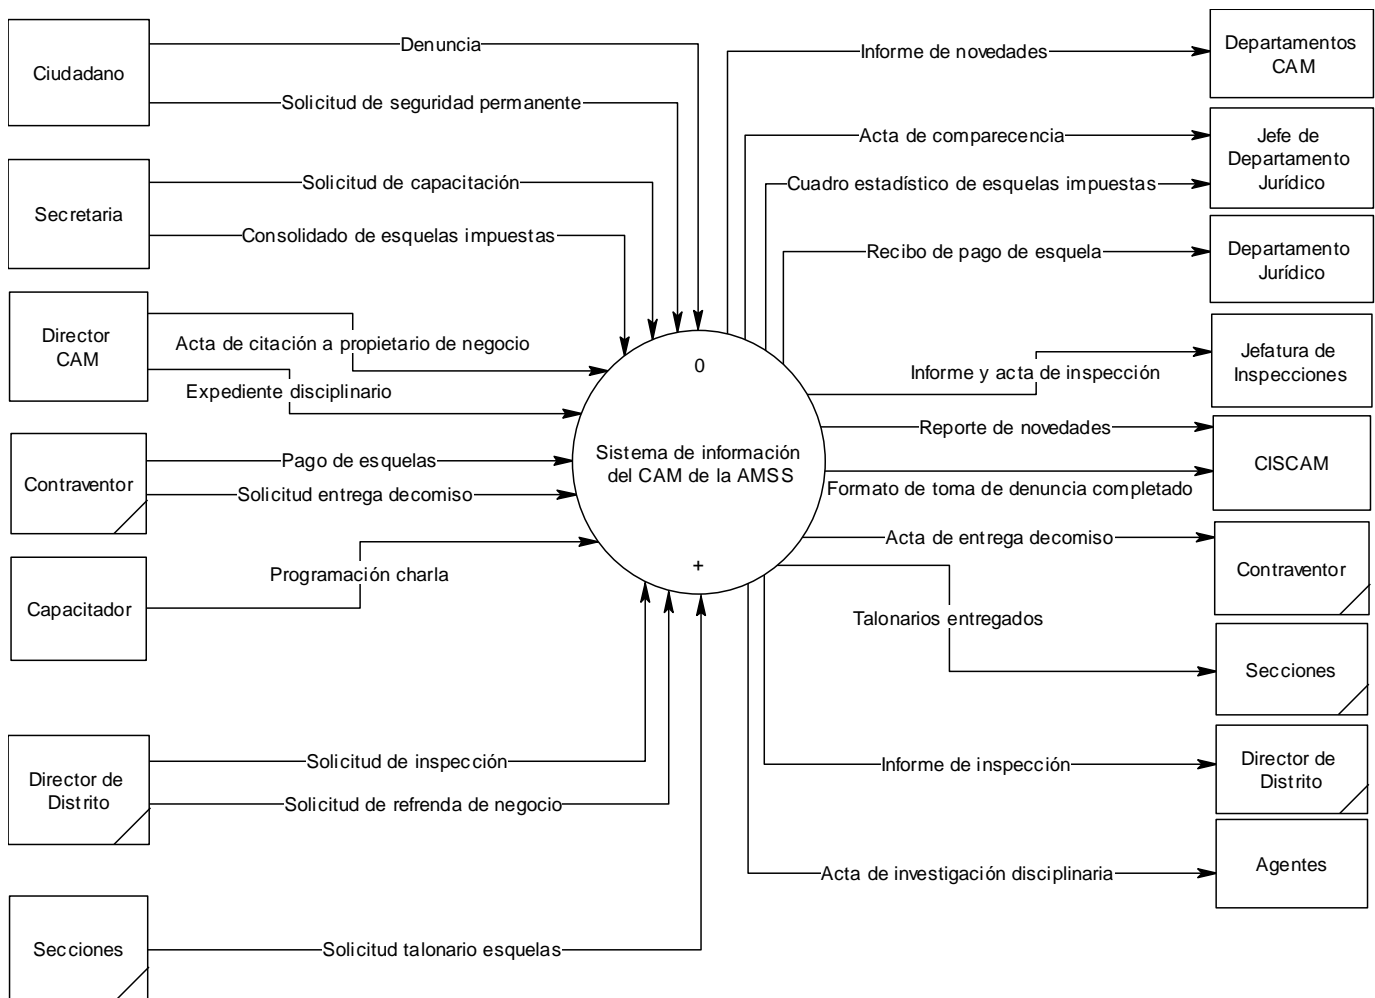 Ciudadano
Denuncia
Solicitud de seguridad permanente
Secretaria
Solicitud de capacitación
Consolidado de esquelas impuestas
Director
CAM
Acta de citación a propietario de negocio
Expediente disciplinario
Contraventor
Pago de esquelas
Solicitud entrega decomiso
Capacitador
Programación charla
Director de
Distrito
Solicitud de inspección
Solicitud de refrenda de negocio
Secciones
Solicitud talonario esquelas
0
Sistema de información
del CAM de la AMSS
+
Informe de novedades
Departamentos
CAM
Acta de comparecencia
Cuadro estadístico de esquelas impuestas
Jefe de
Departamento
Jurídico
Recibo de pago de esquela
Departamento
Jurídico
Informe y acta de inspección
Jefatura de
Inspecciones
Reporte de novedades
Formato de toma de denuncia completado
CISCAM
Acta de entrega decomiso
Contraventor
Talonarios entregados
Secciones
Informe de inspección
Director de
Distrito
Acta de investigación disciplinaria
Agentes